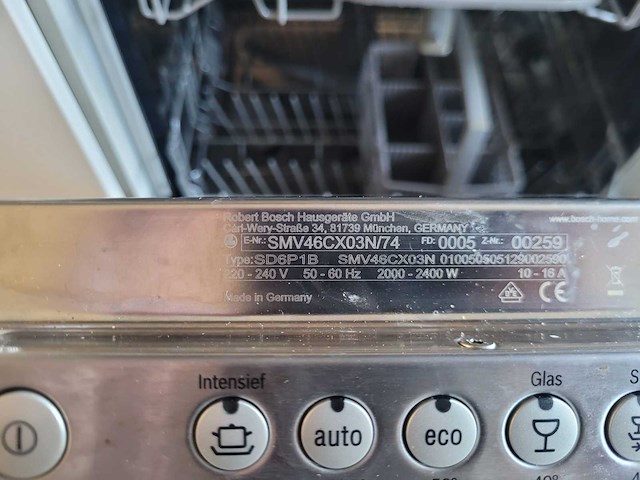 Robert Bosch Hausgeräte GmbH
Carl-Wery-Straße 34, 81739 München, GERMANY
www.bosch-home.com
E-Nr.: SMV46CX03N/74 FD: 0005 Z-Nr.: 00259
Type: SD6P1B SMV46CX03N 010050505129002590
220 - 240 V 50 - 60 Hz 2000 - 2400 W 10 - 16 A
Made in Germany CE
Intensief Glas S
auto eco